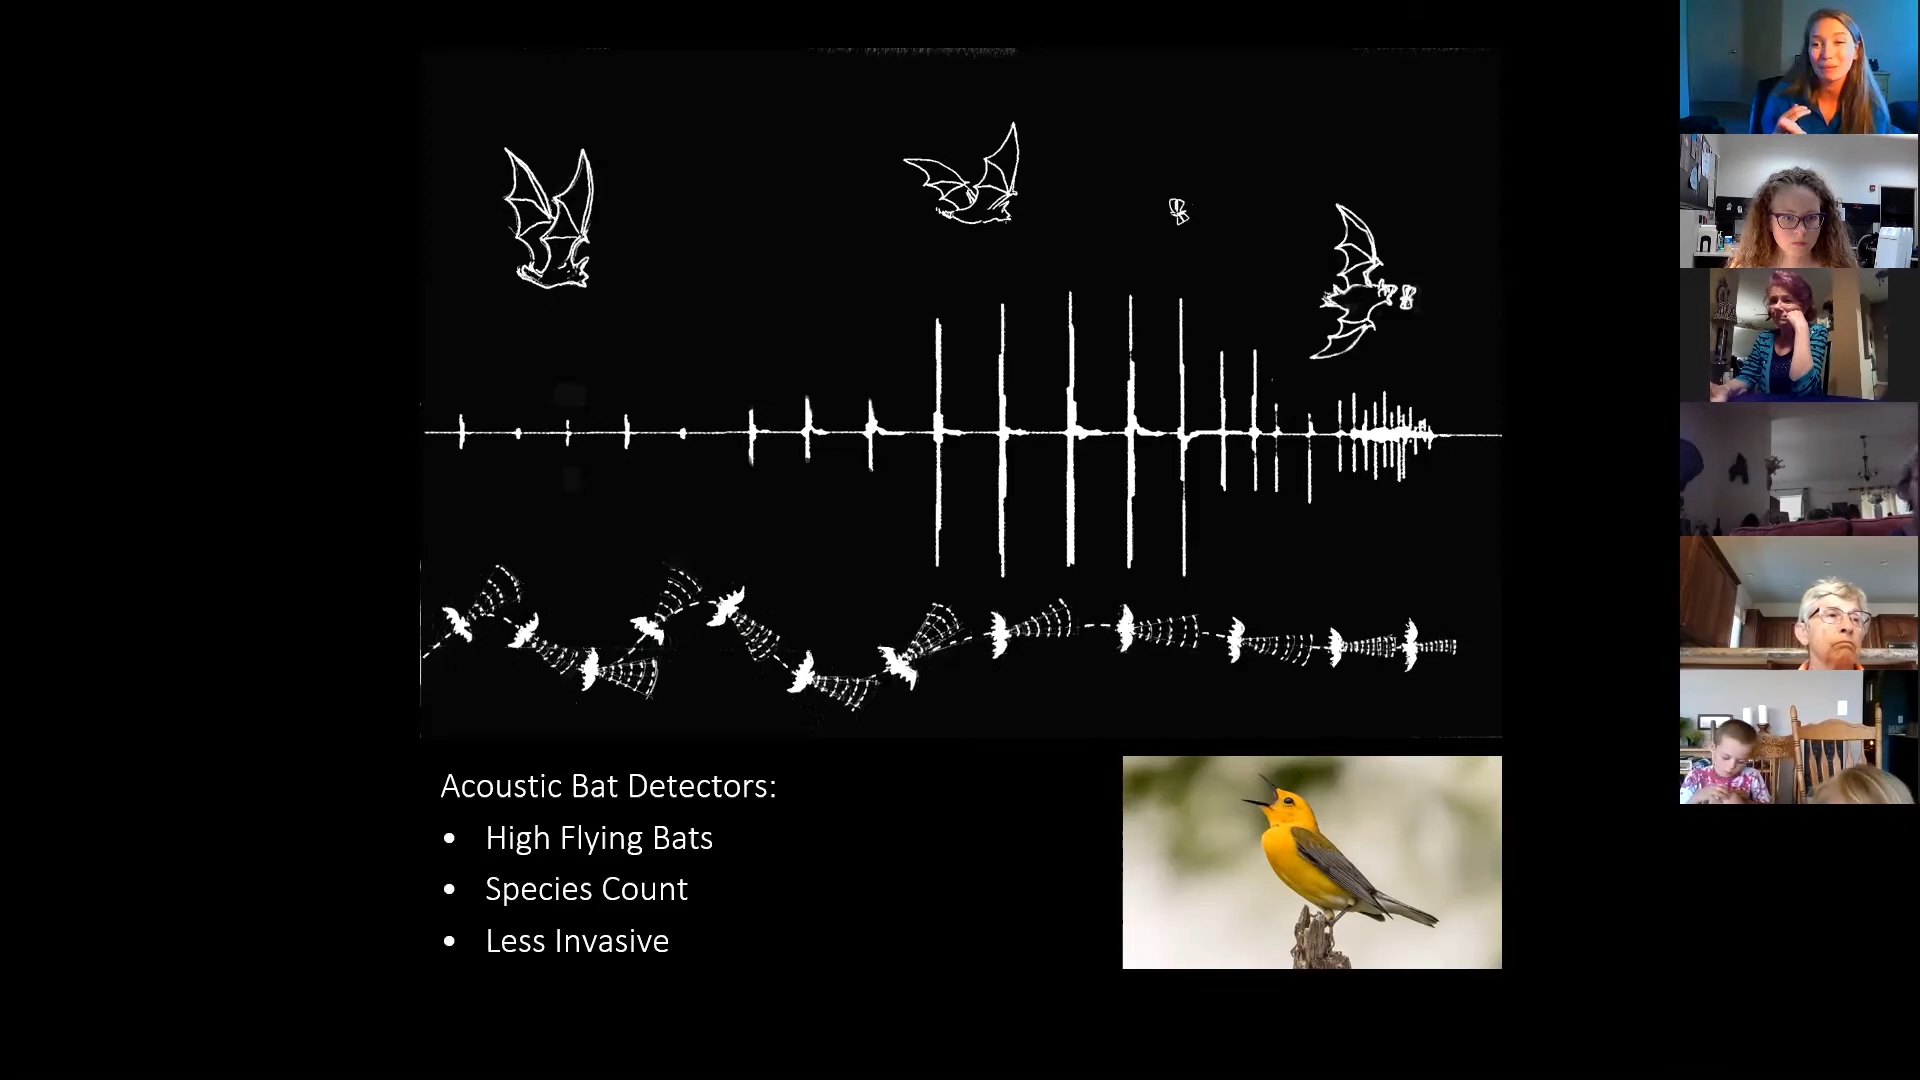 Acoustic Bat Detectors:
• High Flying Bats
• Species Count
• Less Invasive